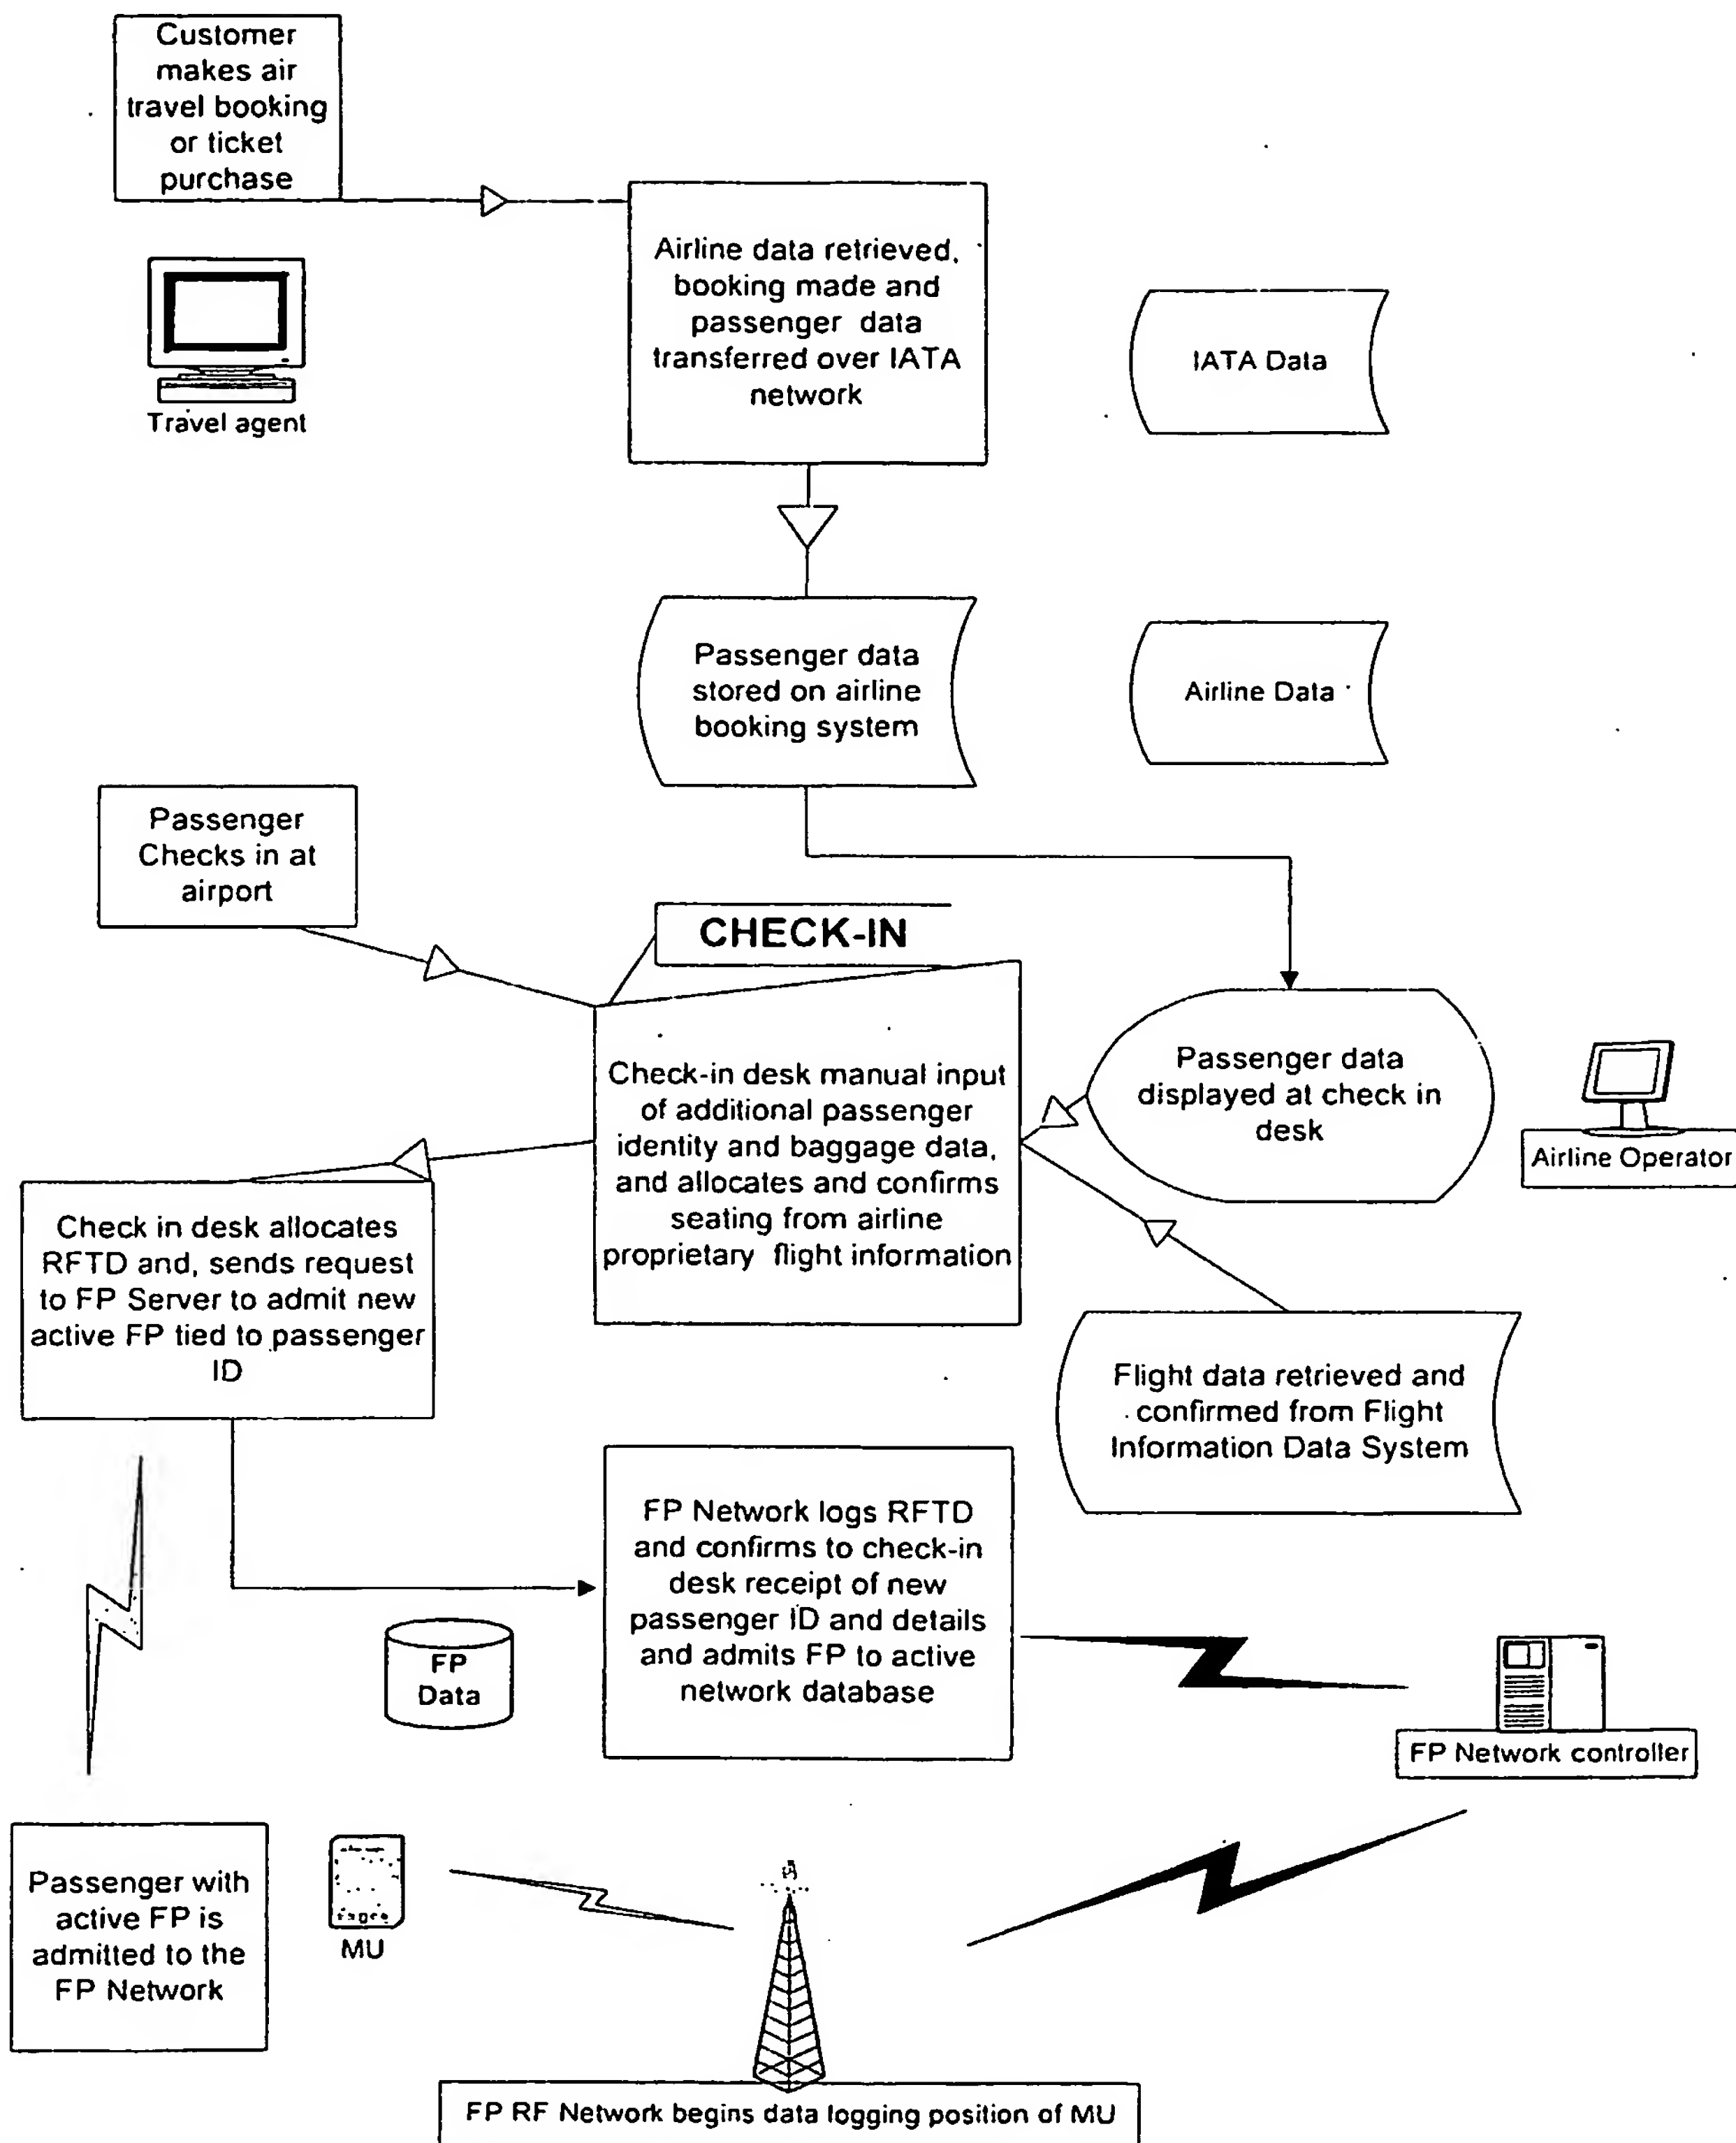 Customer
makes air
travel booking
or ticket
purchase
Travel agent
Airline data retrieved,
booking made and
passenger data
transferred over IATA
network
IATA Data
Passenger data
stored on airline
booking system
Airline Data
Passenger
Checks in at
airport
CHECK-IN
Check-in desk manual input
of additional passenger
identity and baggage data,
and allocates and confirms
seating from airline
proprietary flight information
Passenger data
displayed at check in
desk
Airline Operator
Check in desk allocates
RFTD and, sends request
to FP Server to admit new
active FP tied to passenger
ID
Flight data retrieved and
confirmed from Flight
Information Data System
FP Network logs RFTD
and confirms to check-in
desk receipt of new
passenger ID and details
and admits FP to active
network database
FP
Data
FP Network controller
Passenger with
active FP is
admitted to the
FP Network
MU
FP RF Network begins data logging position of MU